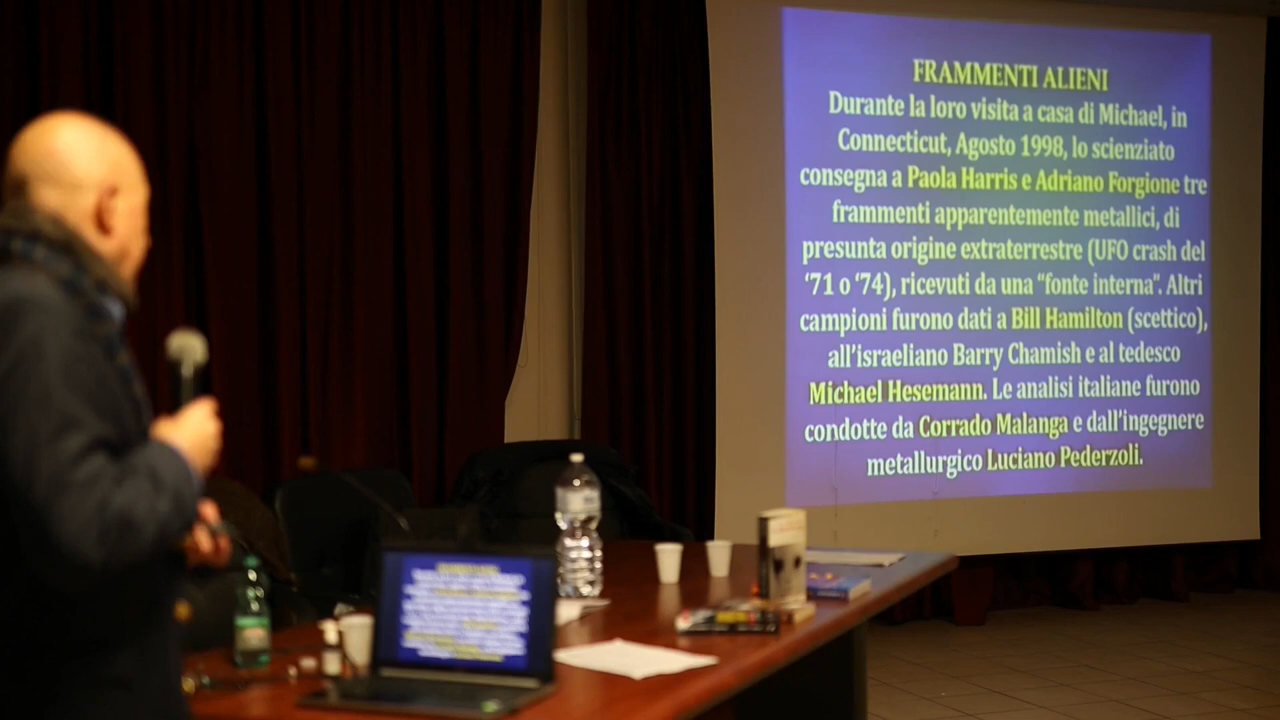 FRAMMENTI ALIENI
Durante la loro visita a casa di Michael, in
Connecticut, Agosto 1998, lo scienziato
consegna a Paola Harris e Adriano Forgione tre
frammenti apparentemente metallici, di
presunta origine extraterrestre (UFO crash del
‘71 o ‘74), ricevuti da una “fonte interna”. Altri
campioni furono dati a Bill Hamilton (scettico),
all’israeliano Barry Chamish e al tedesco
Michael Hesemann. Le analisi italiane furono
condotte da Corrado Malanga e dall’ingegnere
metallurgico Luciano Pederzoli.